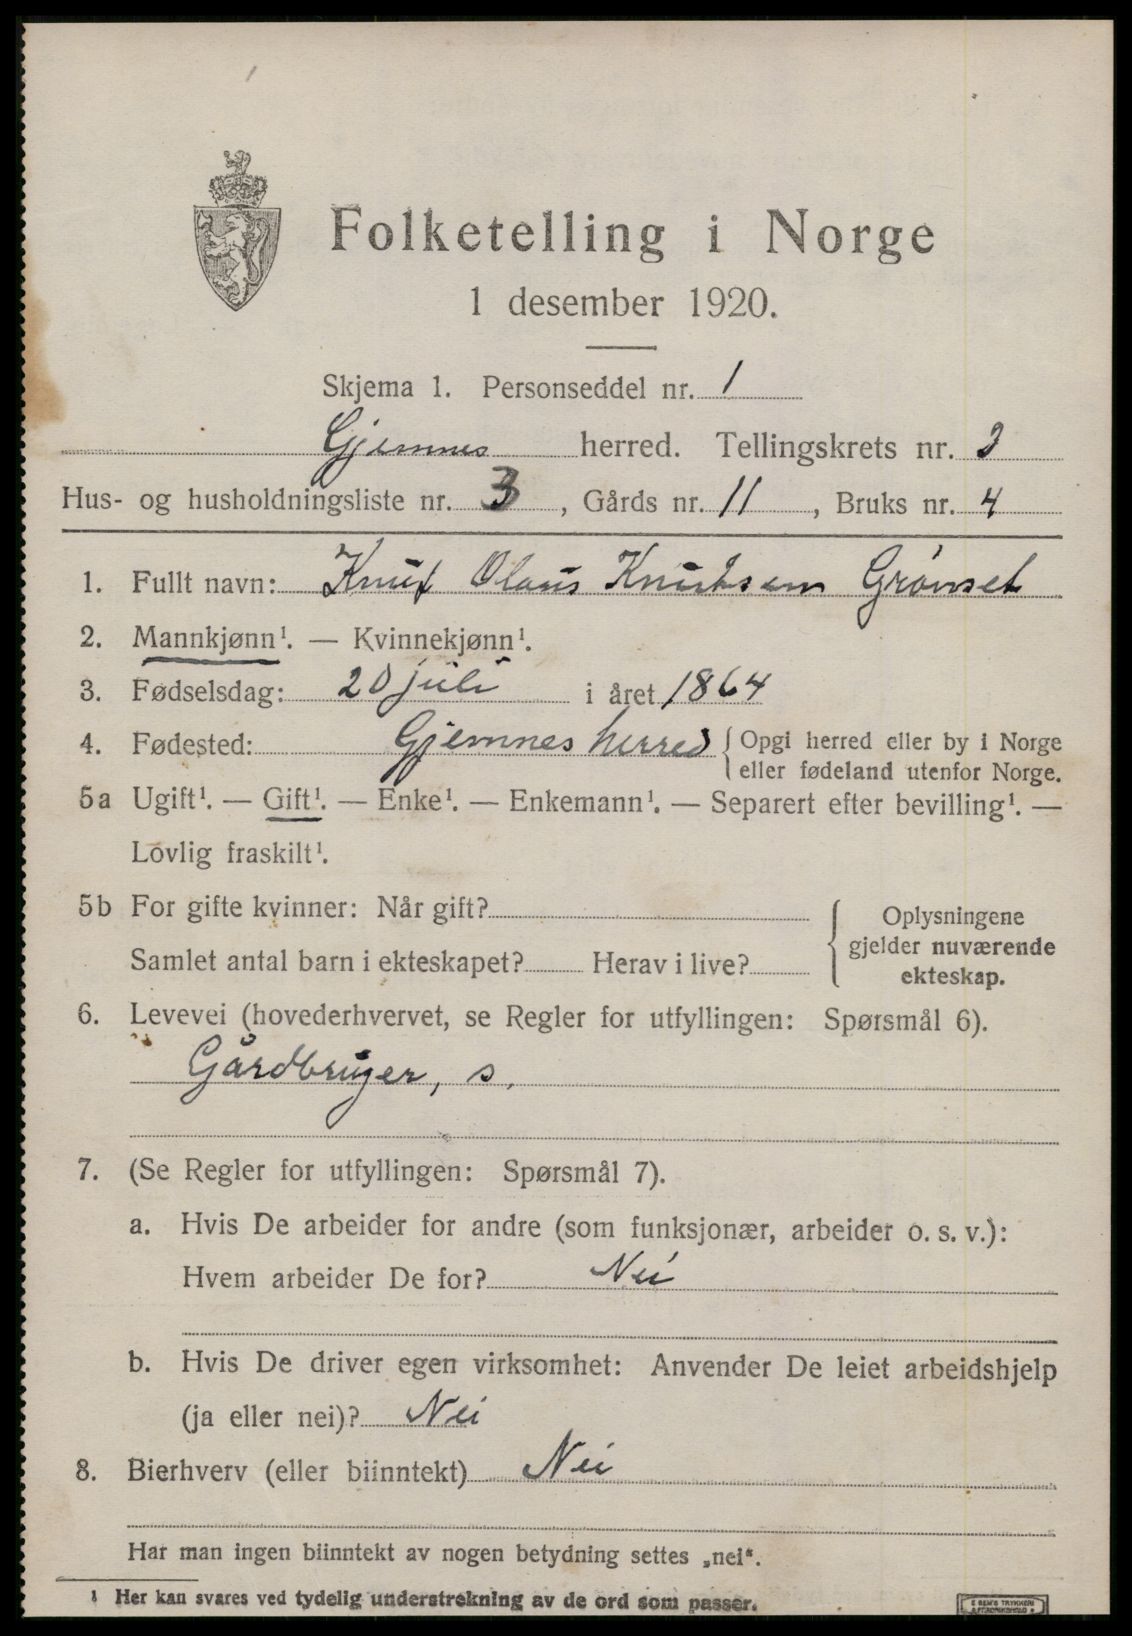 Folketelling i Norge
1 desember 1920.
Skjema 1. Personseddel nr. 1
Gjemnes herred. Tellingskrets nr. 2
Hus- og husholdningsliste nr. 3, Gårds nr. 11, Bruks nr. 4
1. Fullt navn: Knut Olaus Knutsen Grønset
2. Mannkjønn¹. — Kvinnekjønn¹.
3. Fødselsdag: 20 juli i året 1864
4. Fødested: Gjemnes herred { Opgi herred eller by i Norge
eller fødeland utenfor Norge.
5a Ugift¹. — Gift¹. — Enke¹. — Enkemann¹. — Separert efter bevilling¹. —
Lovlig fraskilt¹.
5b For gifte kvinner: Når gift?
Samlet antal barn i ekteskapet? Herav i live?
{ Oplysningene
gjelder nuværende
ekteskap.
6. Levevei (hovederhvervet, se Regler for utfyllingen: Spørsmål 6).
Gårdbruger, s.
7. (Se Regler for utfyllingen: Spørsmål 7).
a. Hvis De arbeider for andre (som funksjonær, arbeider o. s. v.):
Hvem arbeider De for? Nei
b. Hvis De driver egen virksomhet: Anvender De leiet arbeidshjelp
(ja eller nei)? Nei
8. Bierhverv (eller biinntekt) Nei
Har man ingen biinntekt av nogen betydning settes „nei“.
¹ Her kan svares ved tydelig understrekning av de ord som passer.